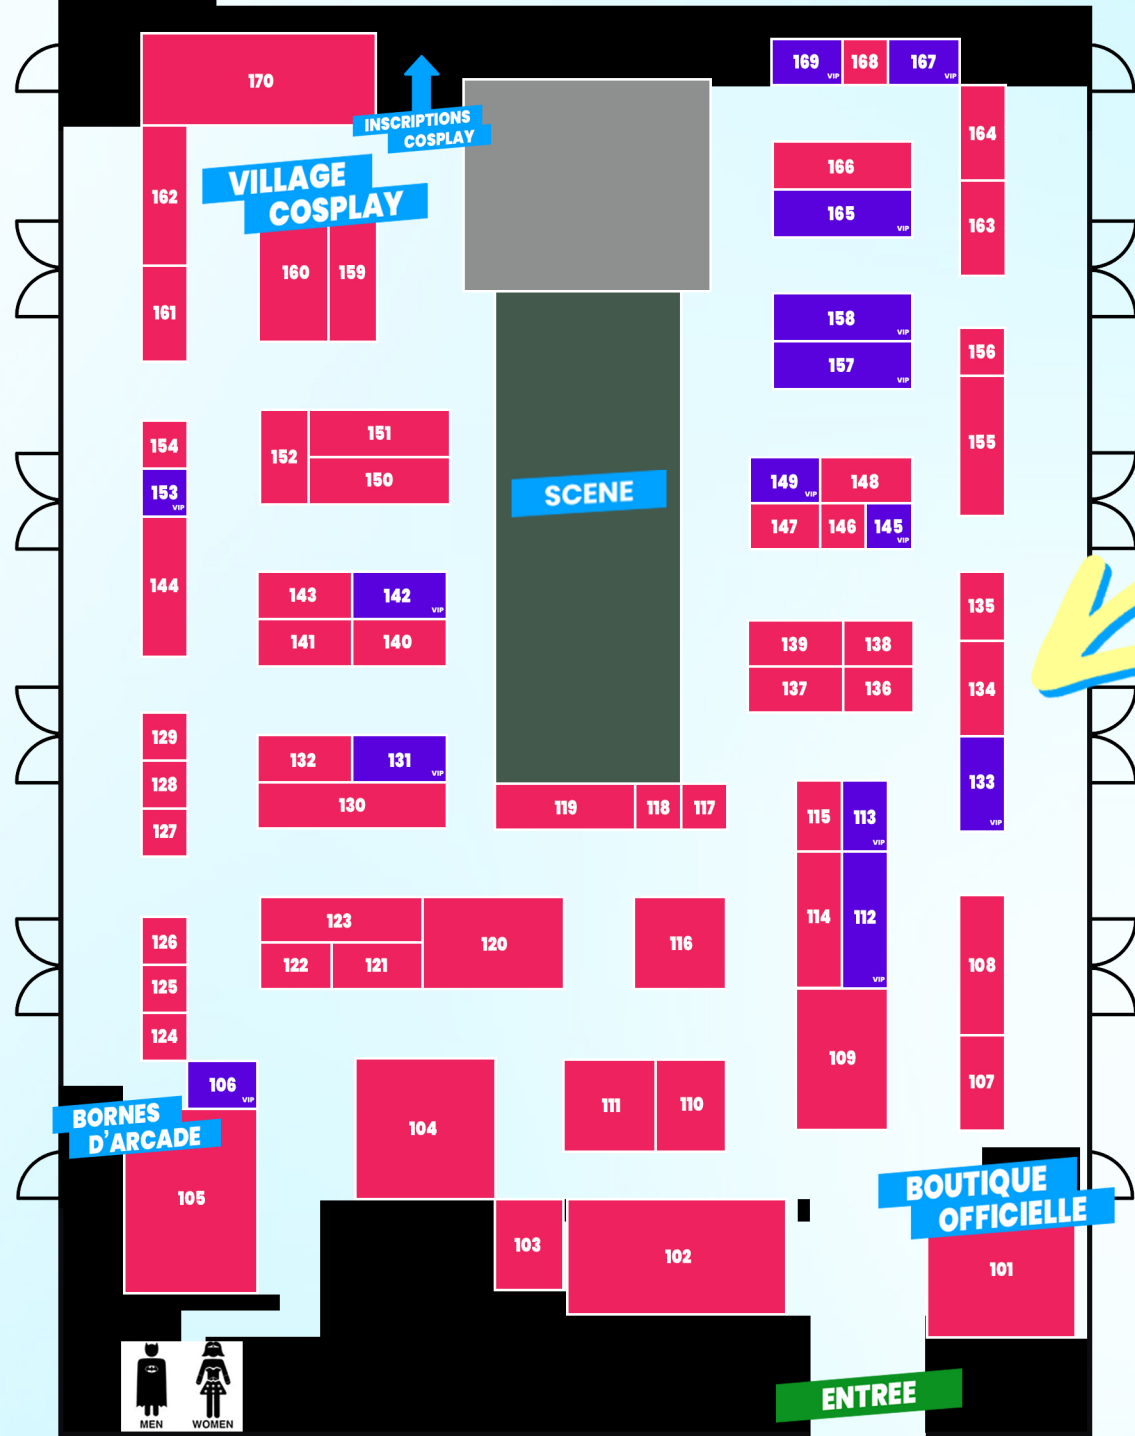 169 VIP
168
167 VIP
170
INSCRIPTIONS
COSPLAY
164
166
165 VIP
163
162
VILLAGE
COSPLAY
160
159
161
158 VIP
157 VIP
156
155
154
153 VIP
144
152
151
150
SCENE
149 VIP
148
147
146
145 VIP
143
142 VIP
141
140
135
134
133 VIP
139
138
137
136
129
128
127
132
131 VIP
130
119
118
117
115
113 VIP
114
112 VIP
109
123
122
121
120
116
108
107
126
125
124
106 VIP
BORNES
D'ARCADE
105
104
111
110
103
102
BOUTIQUE
OFFICIELLE
101
MEN
WOMEN
ENTREE